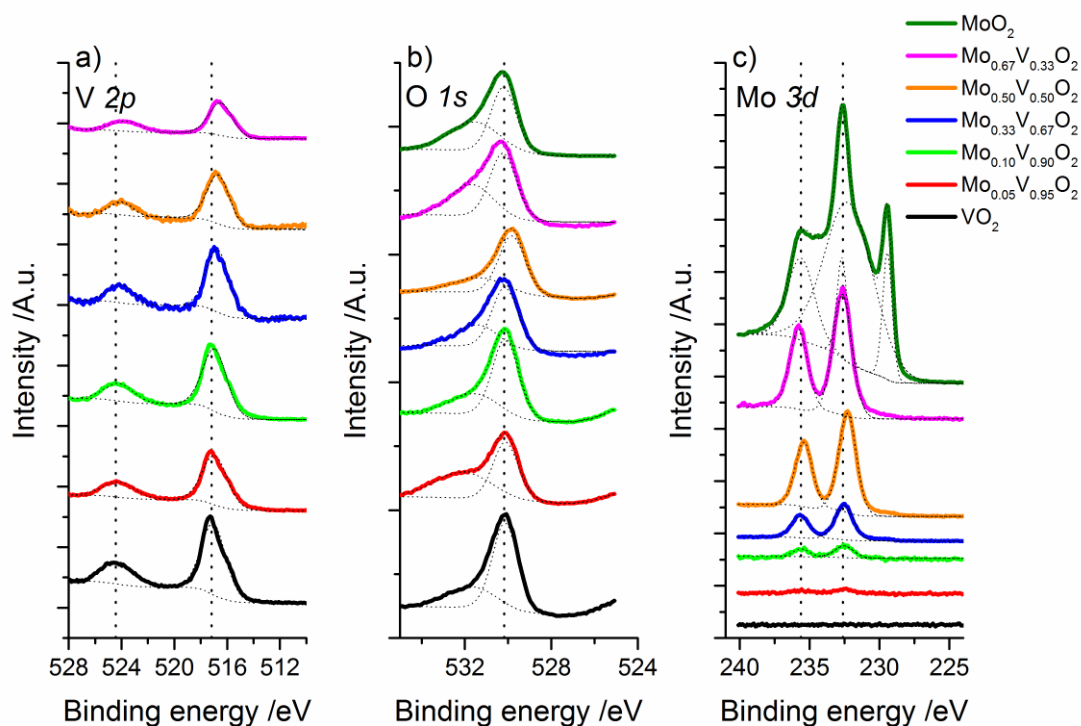 a)
V 2p
Intensity /A.u.
528 524 520 516 512
Binding energy /eV
b)
O 1s
Intensity /A.u.
532 528 524
Binding energy /eV
c)
Mo 3d
Intensity /A.u.
240 235 230 225
Binding energy /eV
MoO₂
Mo₀.₆₇V₀.₃₃O₂
Mo₀.₅₀V₀.₅₀O₂
Mo₀.₃₃V₀.₆₇O₂
Mo₀.₁₀V₀.₉₀O₂
Mo₀.₀₅V₀.₉₅O₂
VO₂